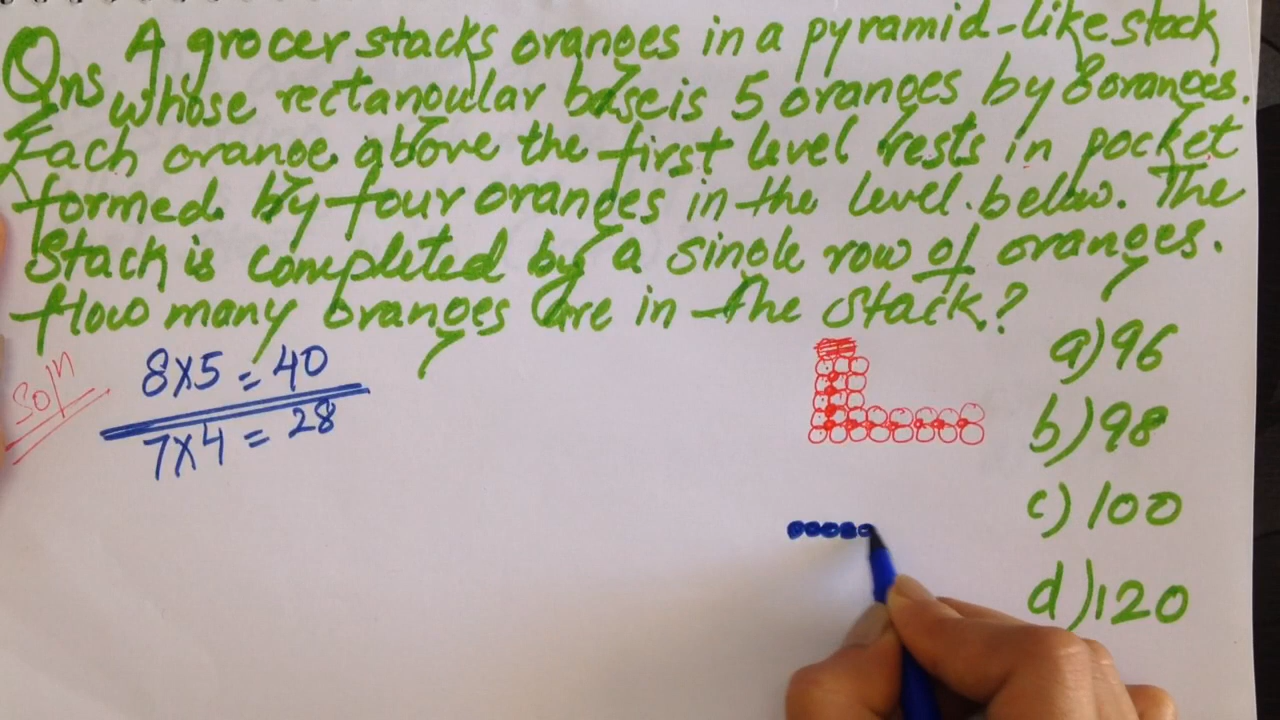 Qns A grocer stacks oranges in a pyramid-like stack
whose rectangular base is 5 oranges by 8 oranges.
Each orange above the first level rests in pocket
formed by four oranges in the level below. The
Stack is completed by a single row of oranges.
How many oranges are in the stack?
Soln
8x5 = 40
7x4 = 28
a) 96
b) 98
c) 100
d) 120